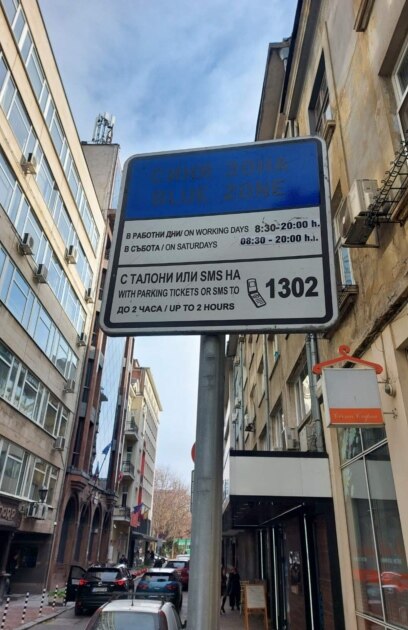 СИНЯ ЗОНА
BLUE ZONE
В РАБОТНИ ДНИ/ ON WORKING DAYS 8:30-20:00 h.
В СЪБОТА / ON SATURDAYS 08:30 - 20:00 h.
С ТАЛОНИ ИЛИ SMS НА
WITH PARKING TICKETS OR SMS TO 1302
ДО 2 ЧАСА / UP TO 2 HOURS